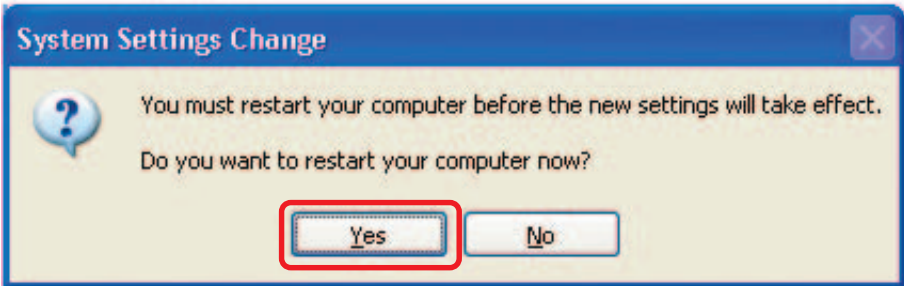 System Settings Change
You must restart your computer before the new settings will take effect.
Do you want to restart your computer now?
Yes
No